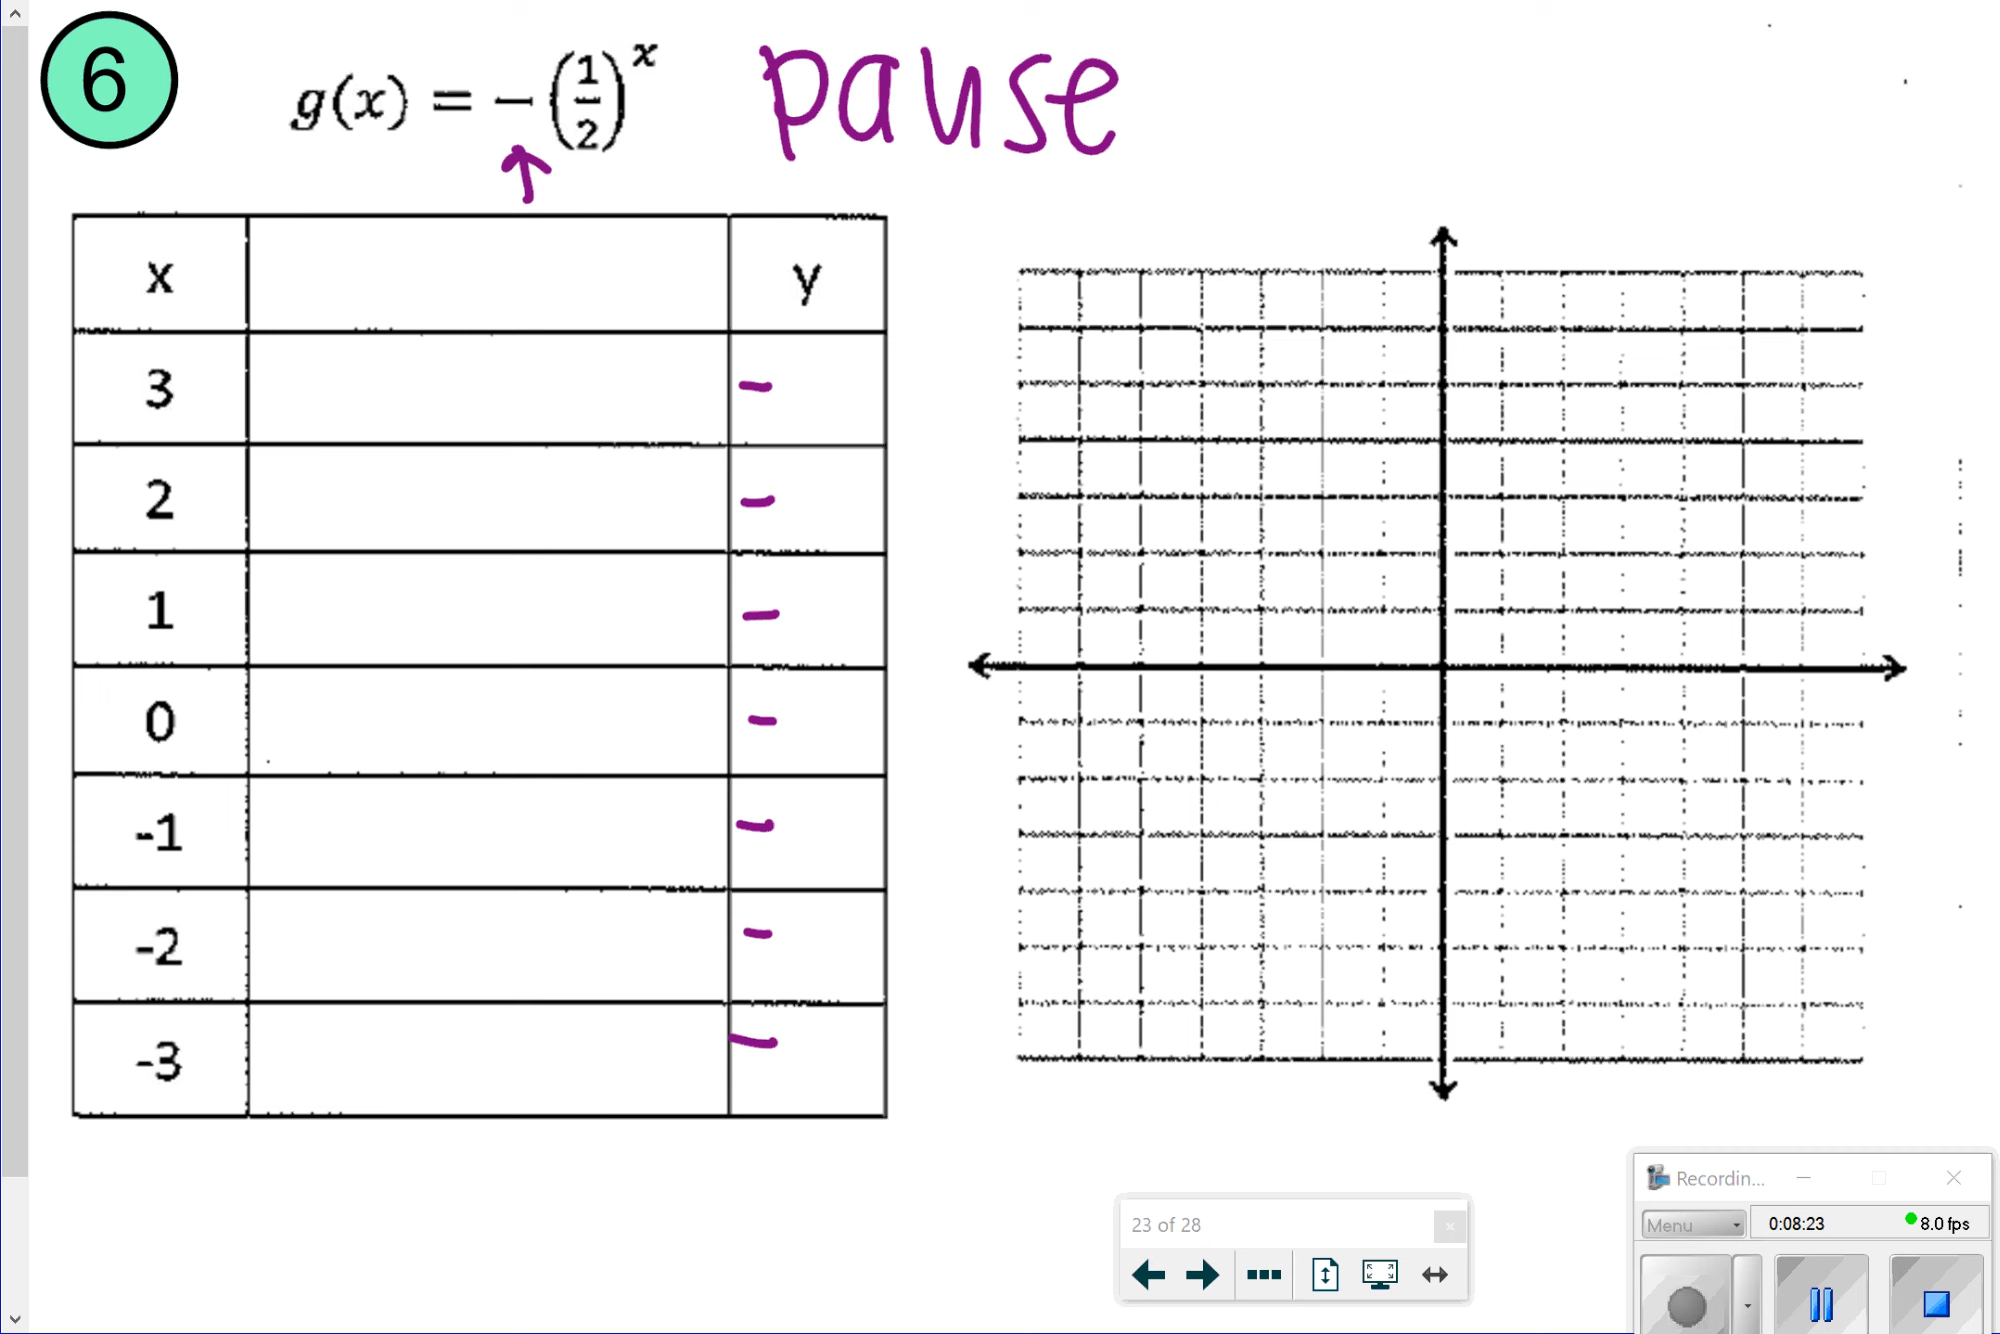 6
g(x) = -(1/2)^x pause
x y
3 -
2 -
1 -
0 -
-1 -
-2 -
-3 -
Recordin...
23 of 28
Menu 0:08:23 8.0 fps